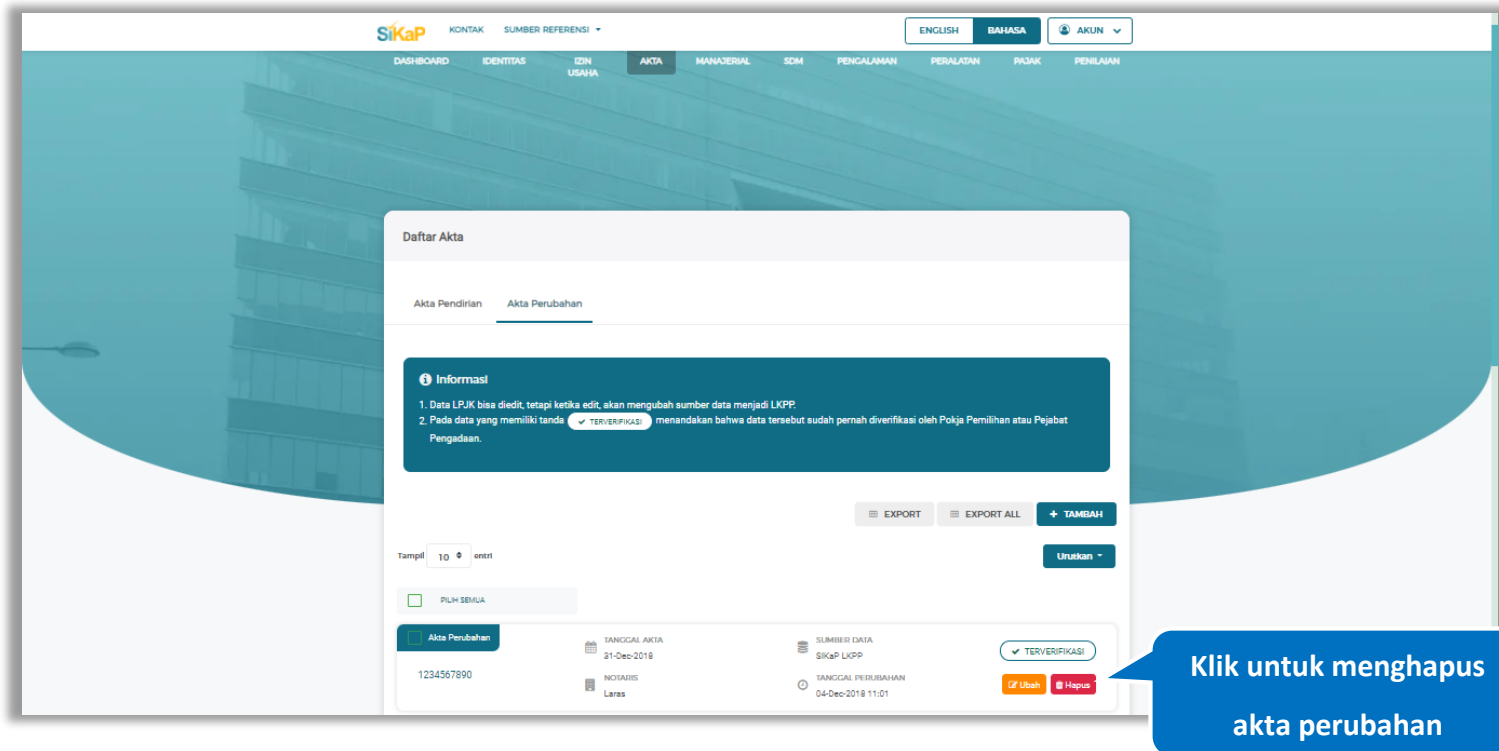 SiKaP KONTAK SUMBER REFERENSI ENGLISH BAHASA AKUN
DASHBOARD IDENTITAS IZIN USAHA AKTA MANAJERIAL SDM PENGALAMAN PERALATAN PAJAK PENILAIAN
Daftar Akta
Akta Pendirian Akta Perubahan
Informasi
1. Data LPJK bisa diedit, tetapi ketika edit, akan mengubah sumber data menjadi LKPP.
2. Pada data yang memiliki tanda TERVERIFIKASI menandakan bahwa data tersebut sudah pernah diverifikasi oleh Pokja Pemilihan atau Pejabat
Pengadaan.
EXPORT EXPORT ALL + TAMBAH
Tampil 10 entri Urutkan
PILIH SEMUA
Akta Perubahan
1234567890
TANGGAL AKTA
31-Dec-2018
NOTARIS
Laras
SUMBER DATA
SIKaP LKPP
TANGGAL PERUBAHAN
04-Dec-2018 11:01
TERVERIFIKASI
Ubah Hapus
Klik untuk menghapus
akta perubahan